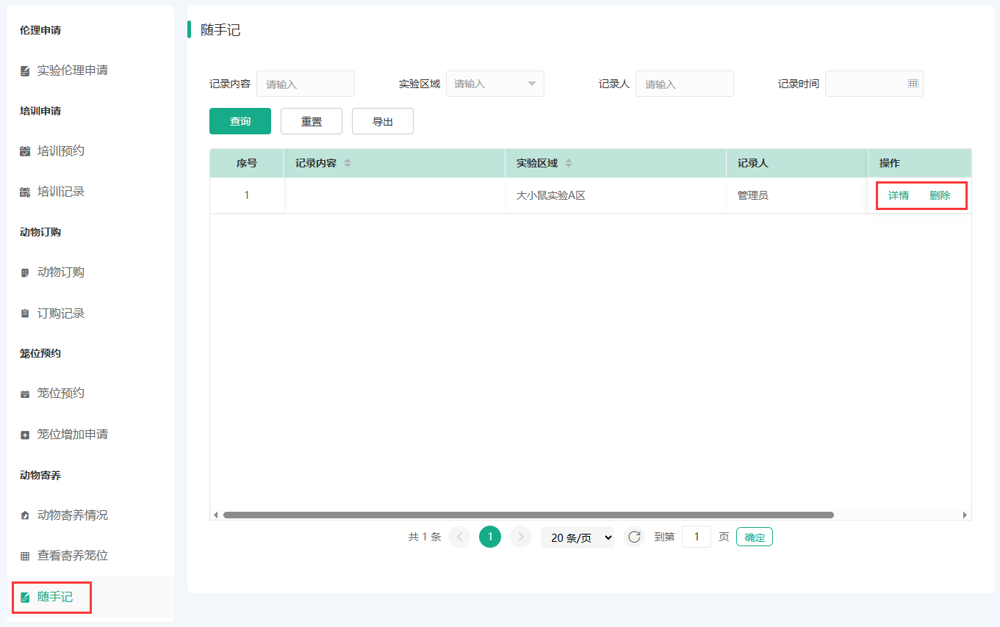 伦理申请
实验伦理申请
培训申请
培训预约
培训记录
动物订购
动物订购
订购记录
笼位预约
笼位预约
笼位增加申请
动物寄养
动物寄养情况
查看寄养笼位
随手记
随手记
记录内容 请输入 实验区域 请输入 记录人 请输入 记录时间
查询 重置 导出
序号 记录内容 实验区域 记录人 操作
1 大小鼠实验A区 管理员 详情 删除
共 1 条 1 20 条/页 到第 1 页 确定